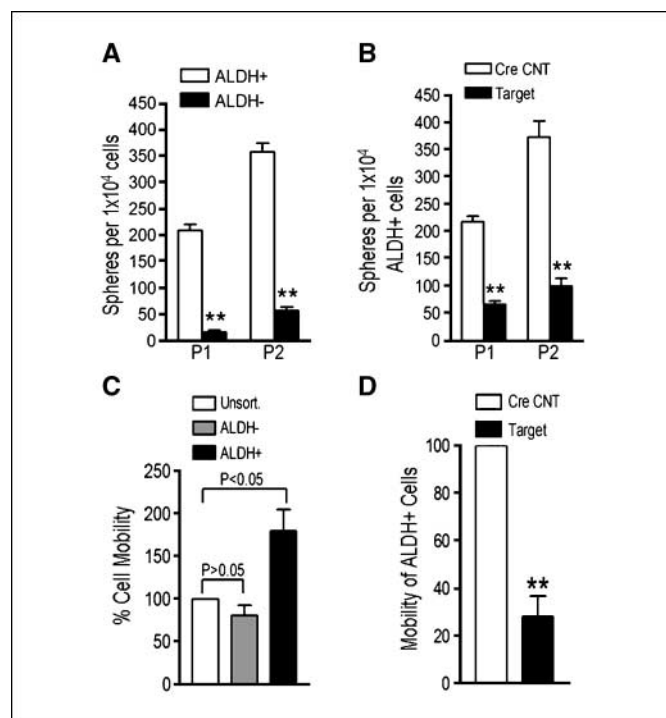 A
ALDH+
ALDH-
Spheres per 1x10⁴ cells
450
400
350
300
250
200
150
100
50
0
**
**
P1
P2
B
Cre CNT
Target
Spheres per 1x10⁴
ALDH+ cells
450
400
350
300
250
200
150
100
50
0
**
**
P1
P2
C
Unsort.
ALDH-
ALDH+
% Cell Mobility
250
200
150
100
50
0
P<0.05
P>0.05
D
Cre CNT
Target
Mobility of ALDH+ Cells
100
80
60
40
20
0
**